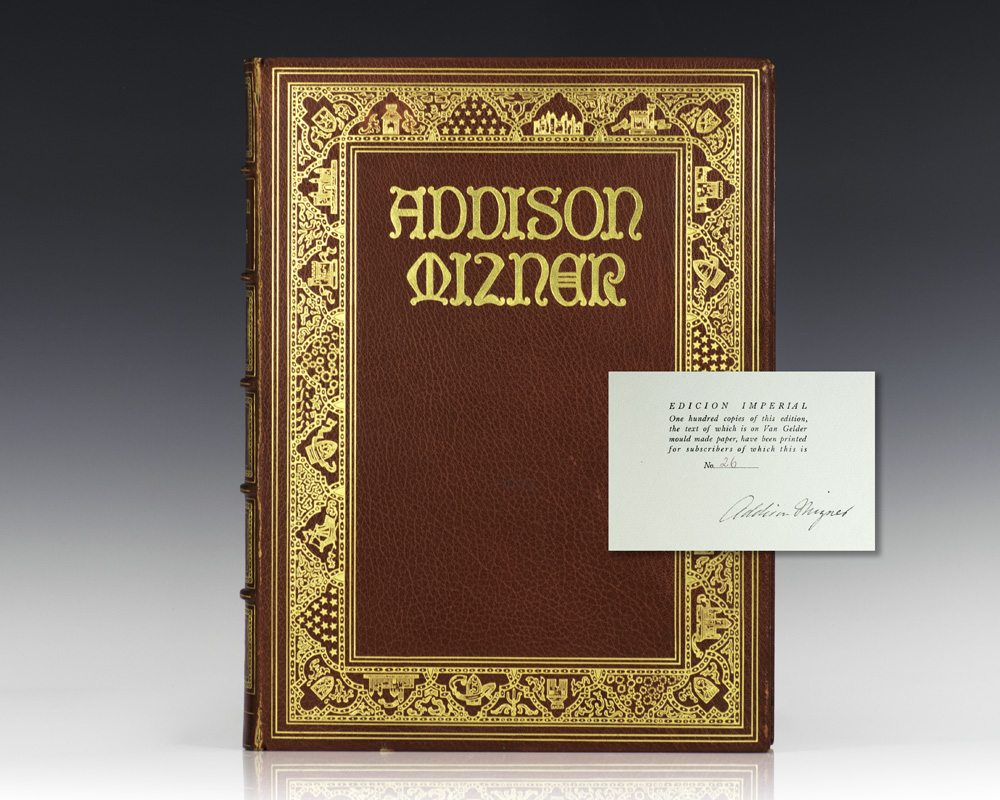 ADDISON
MIZNER
EDICION IMPERIAL
One hundred copies of this edition,
the text of which is on Van Gelder
mould made paper, have been printed
for subscribers of which this is
No. 26
Addison Mizner